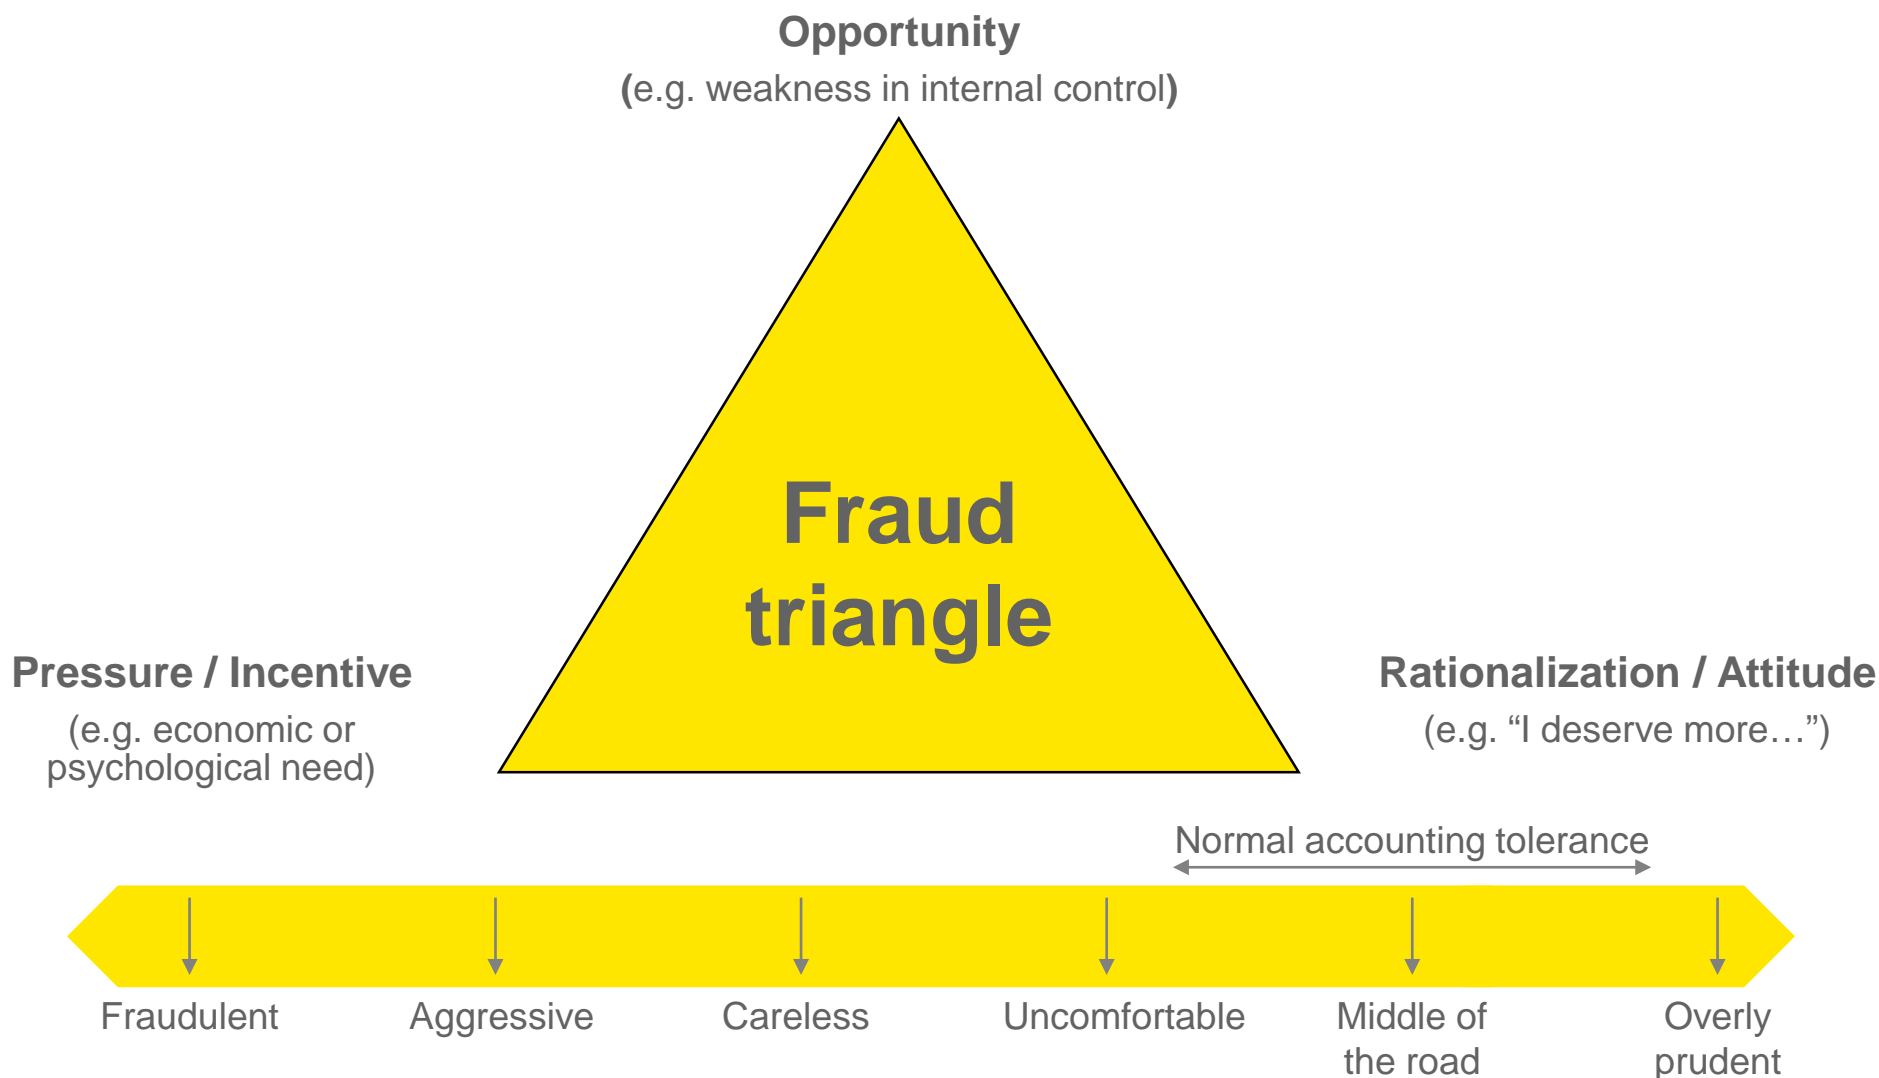 Opportunity
(e.g. weakness in internal control)
Fraud
triangle
Pressure / Incentive
(e.g. economic or
psychological need)
Rationalization / Attitude
(e.g. “I deserve more…”)
Normal accounting tolerance
Fraudulent
Aggressive
Careless
Uncomfortable
Middle of
the road
Overly
prudent